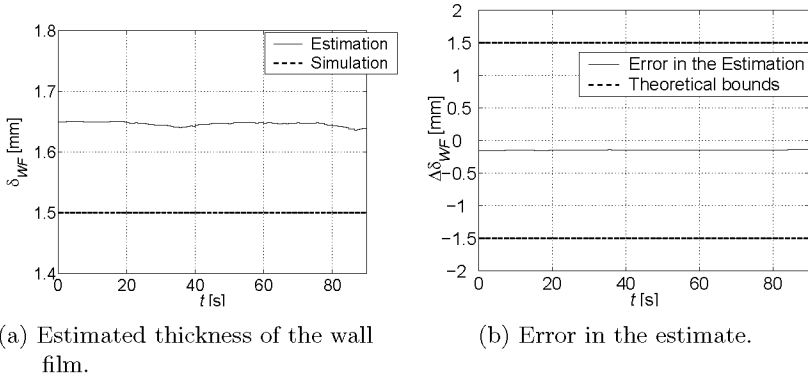 1.8
1.7
1.6
1.5
1.4
δWF [mm]
Estimation
Simulation
0 20 40 60 80
t [s]
2
1.5
1
0.5
0
−0.5
−1
−1.5
−2
ΔδWF [mm]
Error in the Estimation
Theoretical bounds
0 20 40 60 80
t [s]
(a) Estimated thickness of the wall
film.
(b) Error in the estimate.